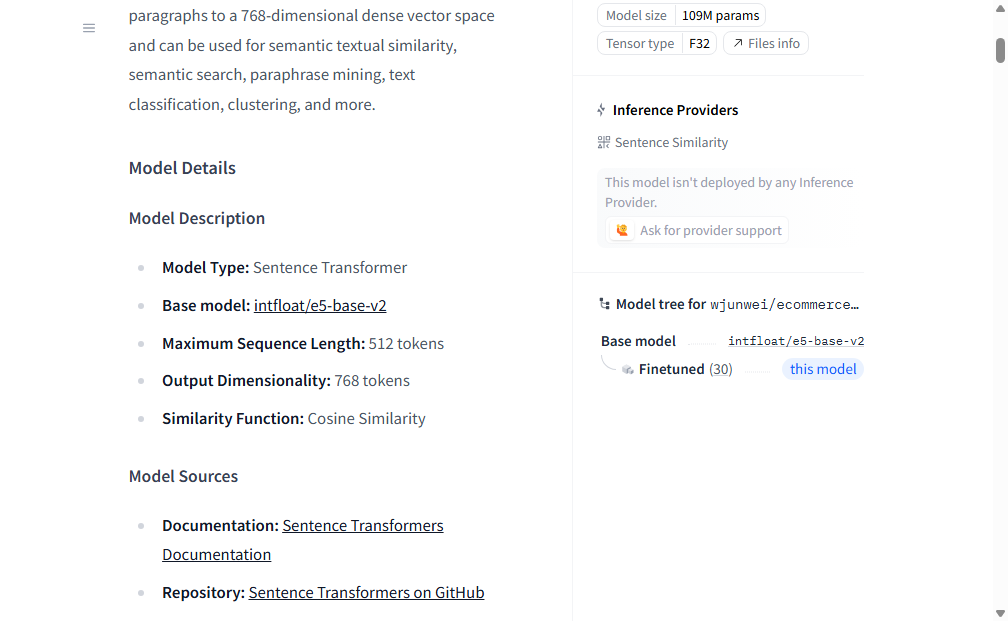 paragraphs to a 768-dimensional dense vector space
and can be used for semantic textual similarity,
semantic search, paraphrase mining, text
classification, clustering, and more.
Model Details
Model Description
Model Type: Sentence Transformer
Base model: intfloat/e5-base-v2
Maximum Sequence Length: 512 tokens
Output Dimensionality: 768 tokens
Similarity Function: Cosine Similarity
Model Sources
Documentation: Sentence Transformers
Documentation
Repository: Sentence Transformers on GitHub
Model size 109M params
Tensor type F32 Files info
Inference Providers
Sentence Similarity
This model isn't deployed by any Inference
Provider.
Ask for provider support
Model tree for wjunwei/ecommerce…
Base model intfloat/e5-base-v2
Finetuned (30) this model